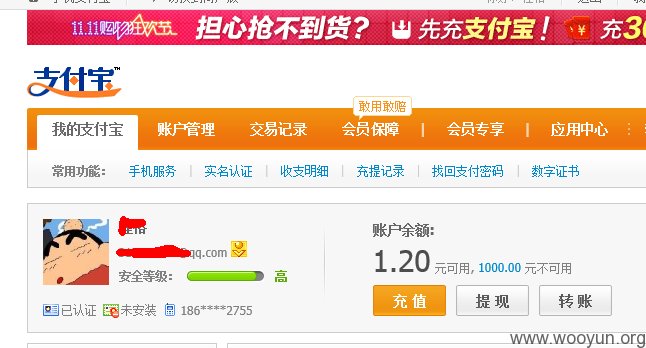 11.11购物狂欢节 担心抢不到货? 先充支付宝! 充3
支付宝™
敢用敢赔
我的支付宝 账户管理 交易记录 会员保障 | 会员专享 | 应用中心
常用功能: 手机服务 | 实名认证 | 收支明细 | 充提记录 | 找回支付密码 | 数字证书
qq.com
安全等级: 高
已认证 未安装 186****2755
账户余额:
1.20 元可用, 1000.00 元不可用
充 值 提 现 转 账
www.wooyun.org